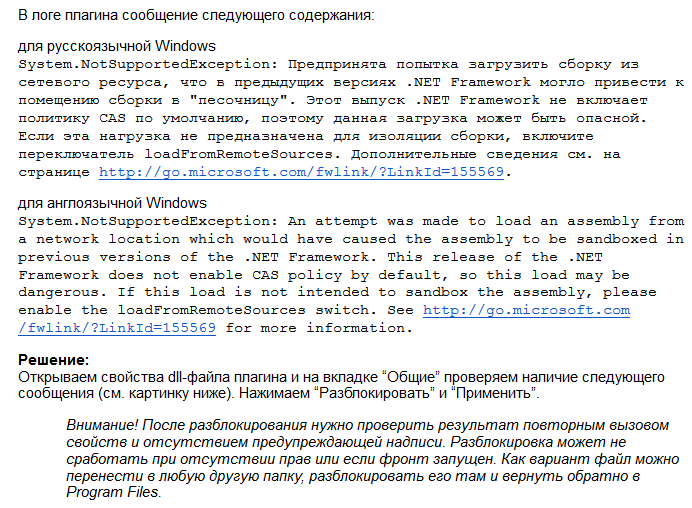 В логе плагина сообщение следующего содержания:
для русскоязычной Windows
System.NotSupportedException: Предпринята попытка загрузить сборку из
сетевого ресурса, что в предыдущих версиях .NET Framework могло привести к
помещению сборки в "песочницу". Этот выпуск .NET Framework не включает
политику CAS по умолчанию, поэтому данная загрузка может быть опасной.
Если эта нагрузка не предназначена для изоляции сборки, включите
переключатель loadFromRemoteSources. Дополнительные сведения см. на
странице http://go.microsoft.com/fwlink/?LinkId=155569.
для англоязычной Windows
System.NotSupportedException: An attempt was made to load an assembly from
a network location which would have caused the assembly to be sandboxed in
previous versions of the .NET Framework. This release of the .NET
Framework does not enable CAS policy by default, so this load may be
dangerous. If this load is not intended to sandbox the assembly, please
enable the loadFromRemoteSources switch. See http://go.microsoft.com
/fwlink/?LinkId=155569 for more information.
Решение:
Открываем свойства dll-файла плагина и на вкладке “Общие” проверяем наличие следующего
сообщения (см. картинку ниже). Нажимаем “Разблокировать” и “Применить”.
Внимание! После разблокирования нужно проверить результат повторным вызовом
свойств и отсутствием предупреждающей надписи. Разблокировка может не
сработать при отсутствии прав или если фронт запущен. Как вариант файл можно
перенести в любую другую папку, разблокировать его там и вернуть обратно в
Program Files.